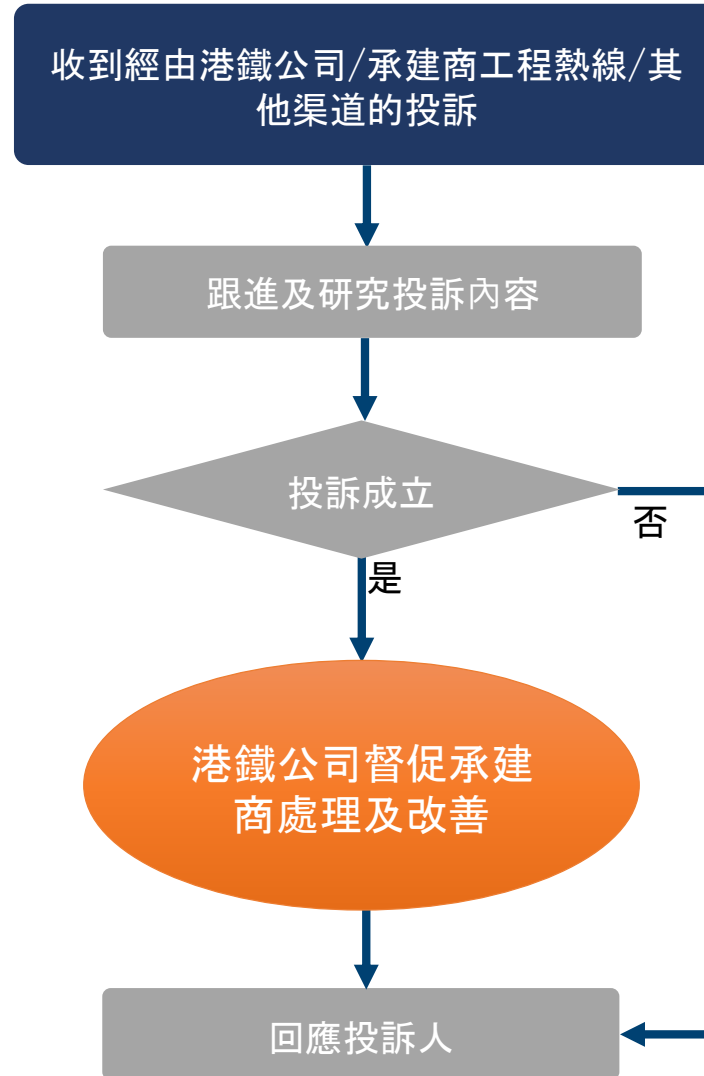 收到經由港鐵公司/承建商工程熱線/其
他渠道的投訴
跟進及研究投訴內容
投訴成立
否
是
港鐵公司督促承建
商處理及改善
回應投訴人